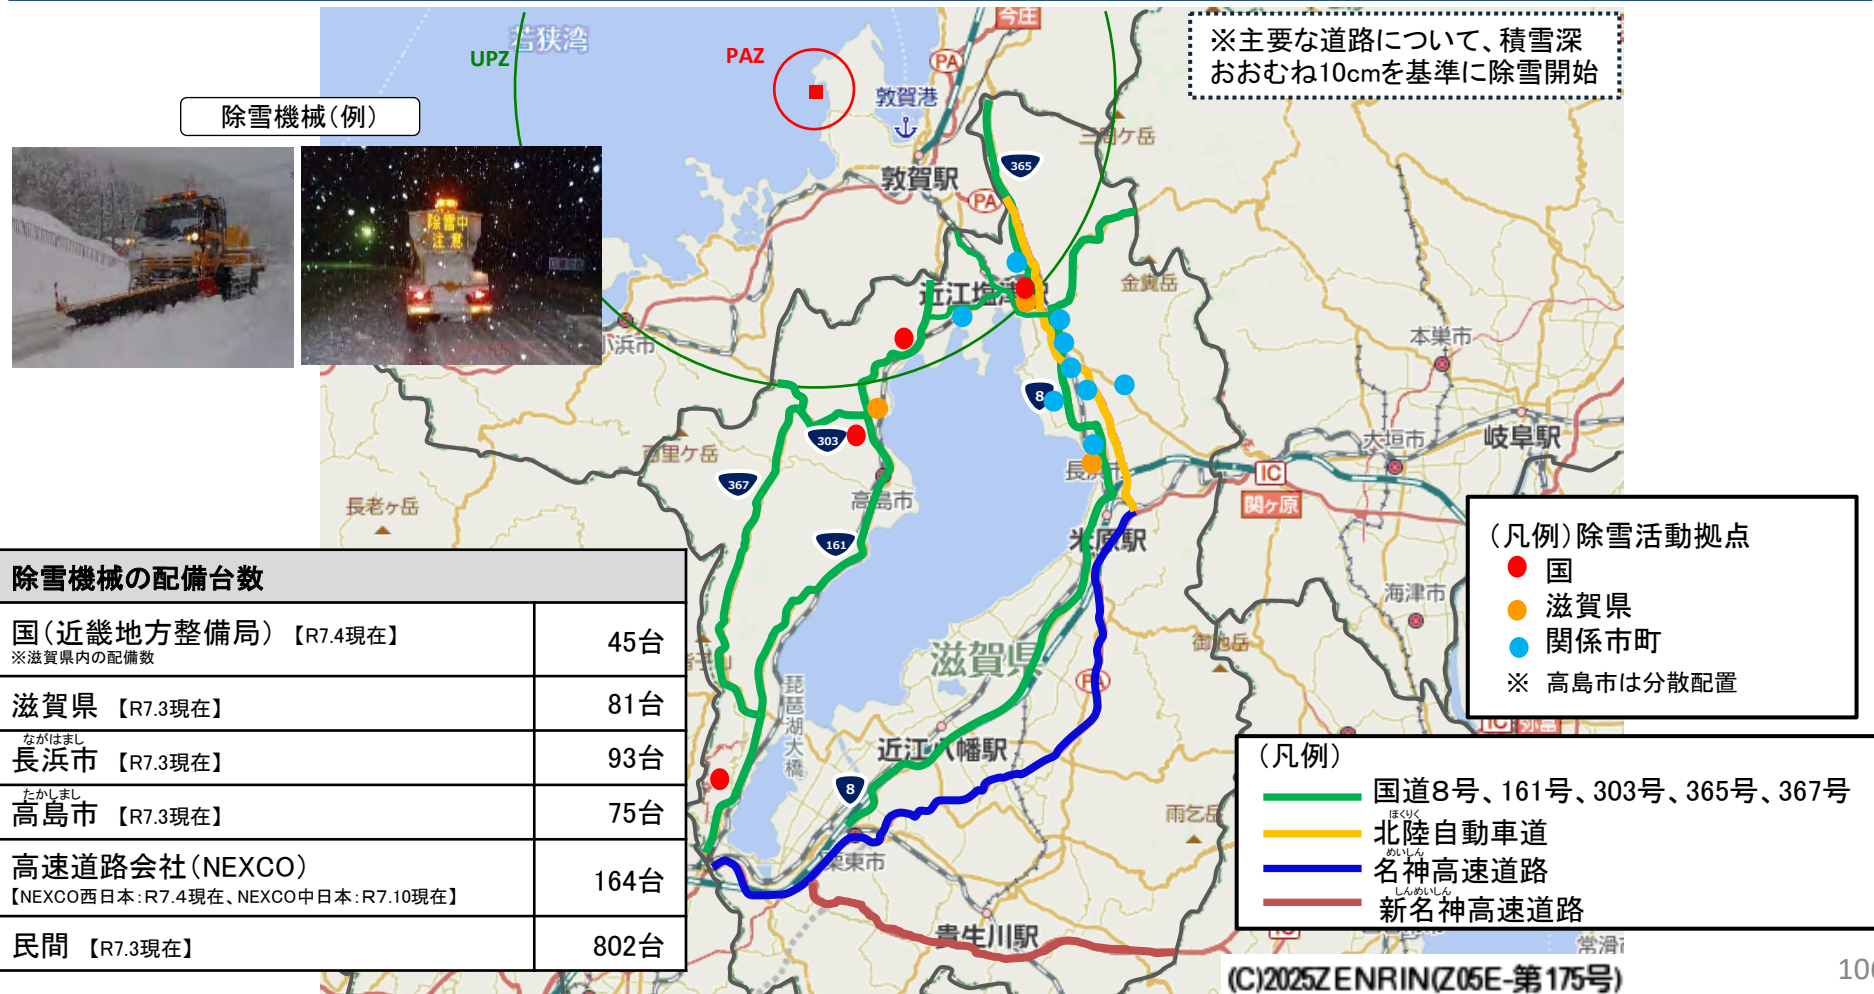 ※主要な道路について、積雪深
おおむね10cmを基準に除雪開始
除雪機械（例）
除雪中
注意
UPZ
PAZ
若狭湾
今庄
PA
敦賀港
三周ケ岳
365
敦賀駅
PA
金糞岳
近江塩津駅
小浜市
本巣市
8
303
百里ケ岳
大垣市
岐阜駅
長浜市
IC
関ヶ原
367
高島市
長老ヶ岳
161
米原駅
海津市
御池岳
滋賀県
PA
琵琶湖大橋
近江八幡駅
8
雨乞岳
栗東市
貴生川駅
IC
IC
常滑市
除雪機械の配備台数
国（近畿地方整備局）【R7.4現在】 45台
※滋賀県内の配備数
滋賀県 【R7.3現在】 81台
ながはまし
長浜市 【R7.3現在】 93台
たかしまし
高島市 【R7.3現在】 75台
高速道路会社（NEXCO） 164台
【NEXCO西日本：R7.4現在、NEXCO中日本：R7.10現在】
民間 【R7.3現在】 802台
（凡例）除雪活動拠点
国
滋賀県
関係市町
※ 高島市は分散配置
（凡例）
国道８号、161号、303号、365号、367号
ほくりく
北陸自動車道
めいしん
名神高速道路
しんめいしん
新名神高速道路
(C)2025ZENRIN(Z05E-第175号)